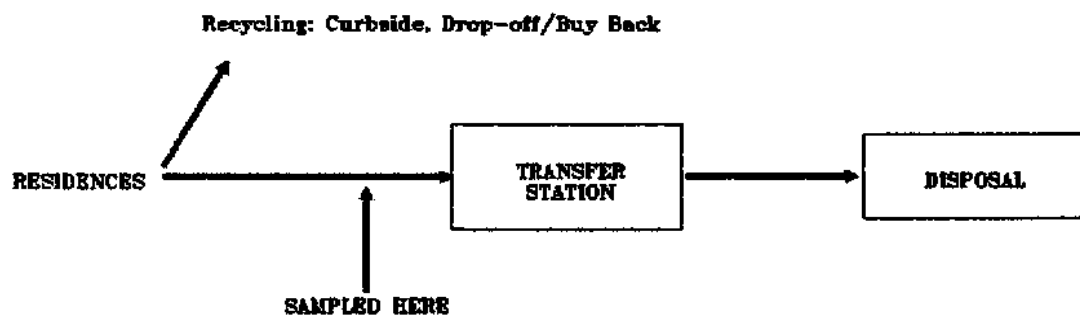 Recycling: Curbside, Drop-off/Buy Back
RESIDENCES
TRANSFER
STATION
DISPOSAL
SAMPLED HERE